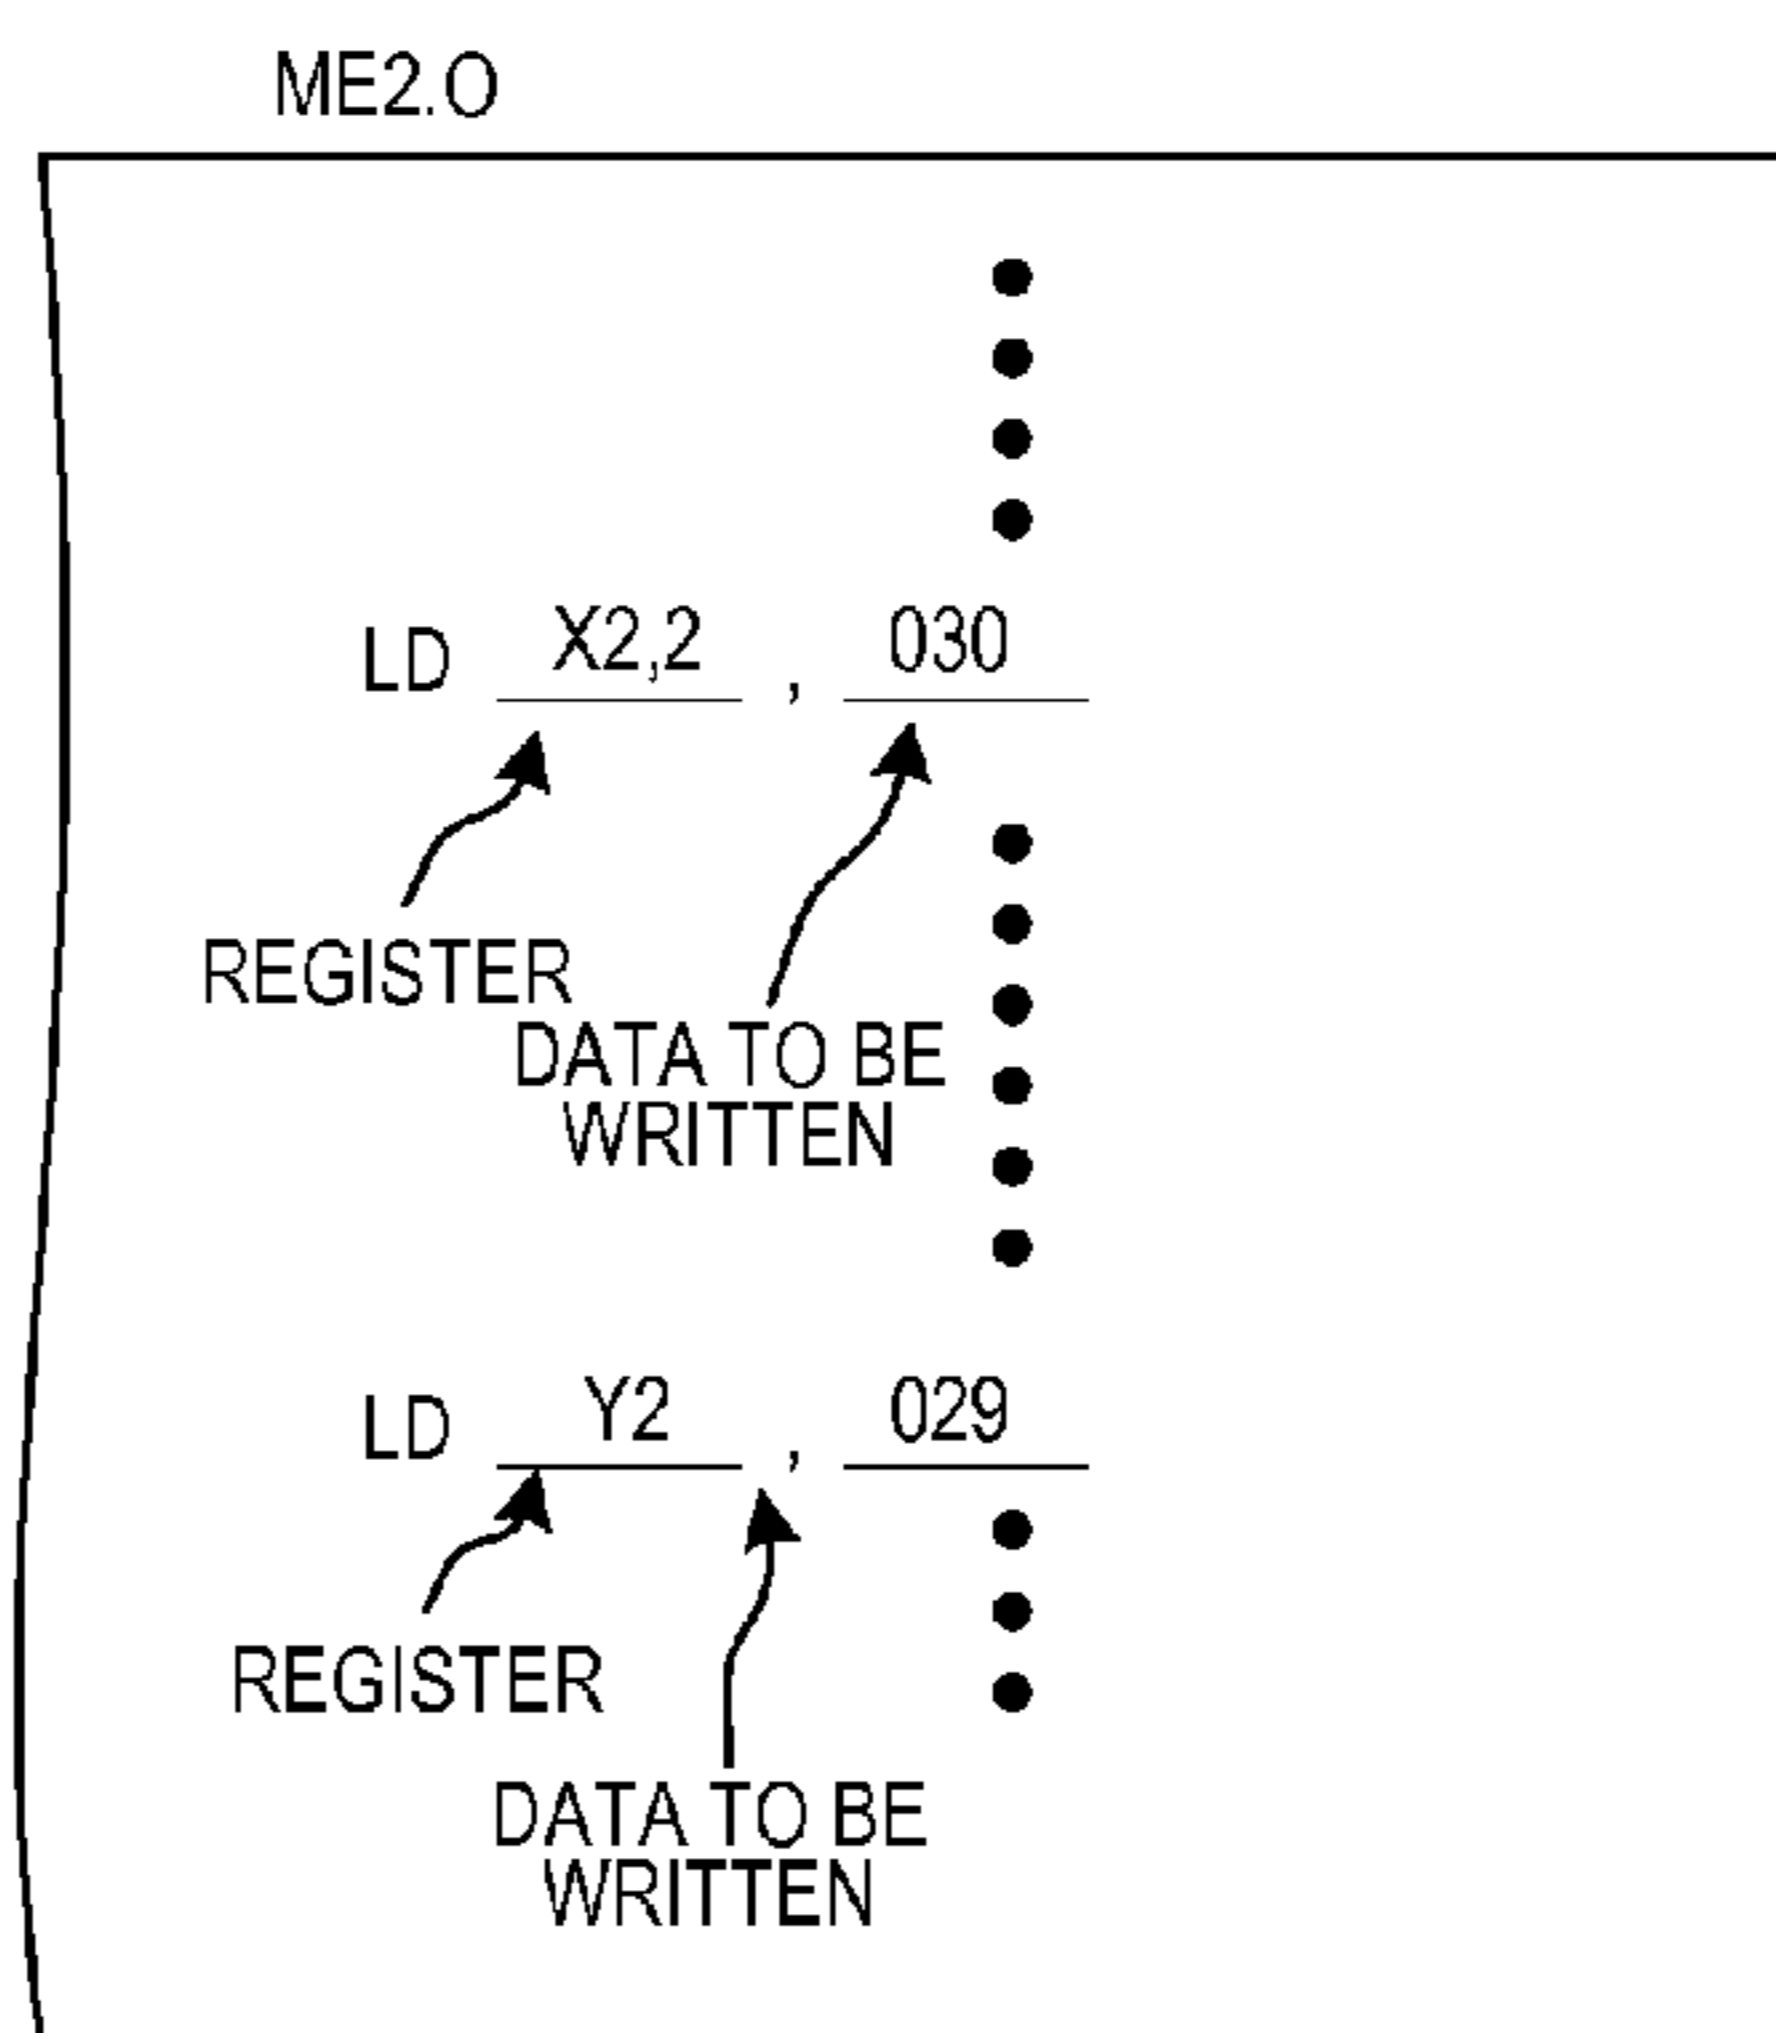 ME2.O
LD X2,2 , 030
REGISTER
DATA TO BE
WRITTEN
LD Y2 , 029
REGISTER
DATA TO BE
WRITTEN